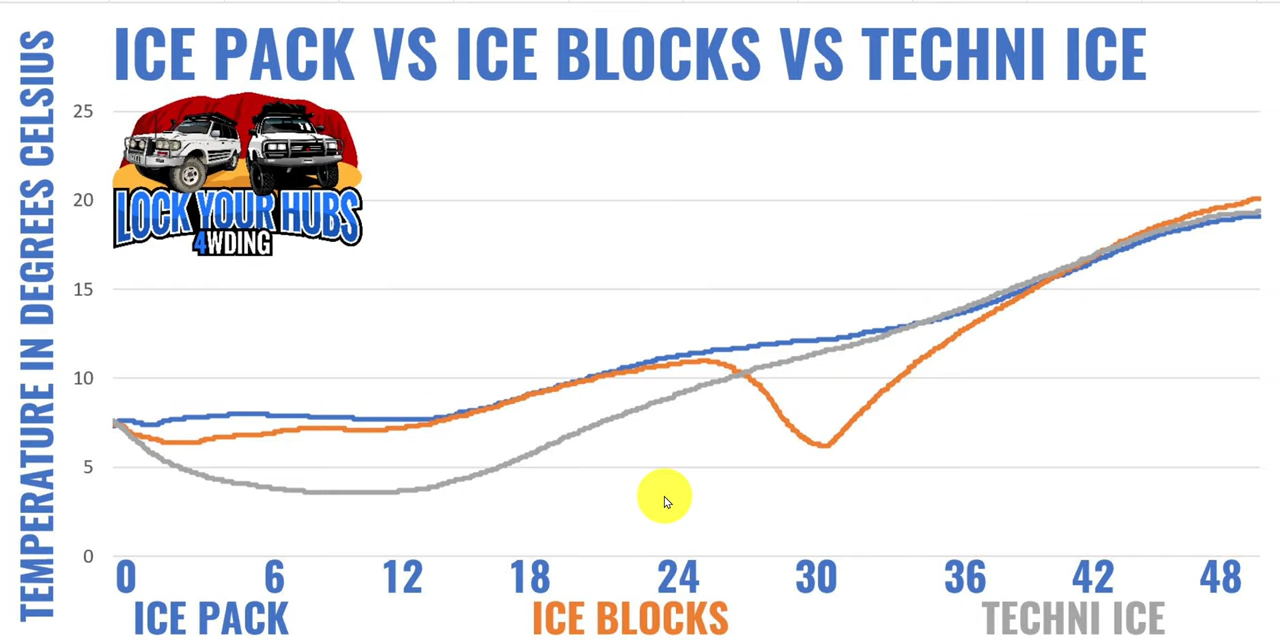 ICE PACK VS ICE BLOCKS VS TECHNI ICE
TEMPERATURE IN DEGREES CELSIUS
25
20
15
10
5
0
LOCK YOUR HUBS
4WDING
0 6 12 18 24 30 36 42 48
ICE PACK ICE BLOCKS TECHNI ICE